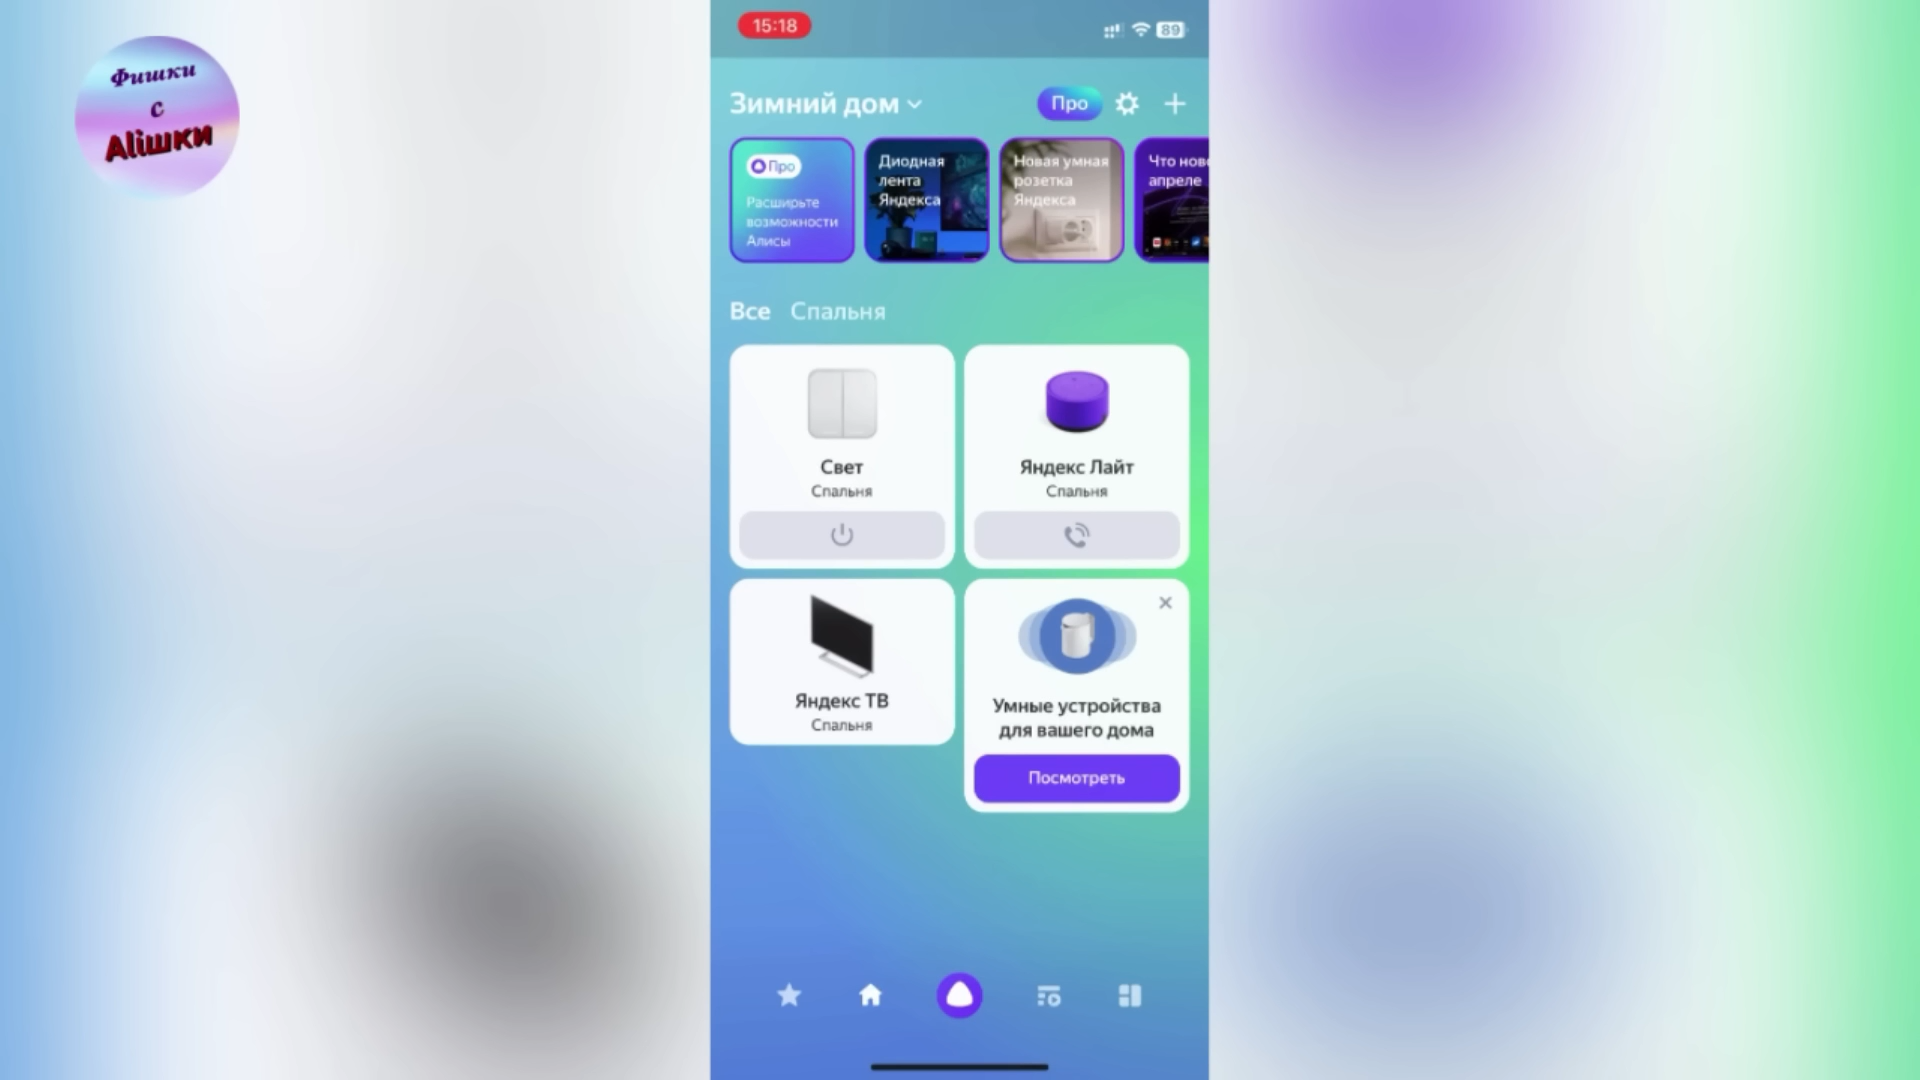 Фишки
с
Aliшки
15:18
89
Зимний дом
Про
Про
Расширьте
возможности
Алисы
Диодная
лента
Яндекса
Новая умная
розетка
Яндекса
Что нов
апреле
Все Спальня
Свет
Спальня
Яндекс Лайт
Спальня
Яндекс ТВ
Спальня
Умные устройства
для вашего дома
Посмотреть